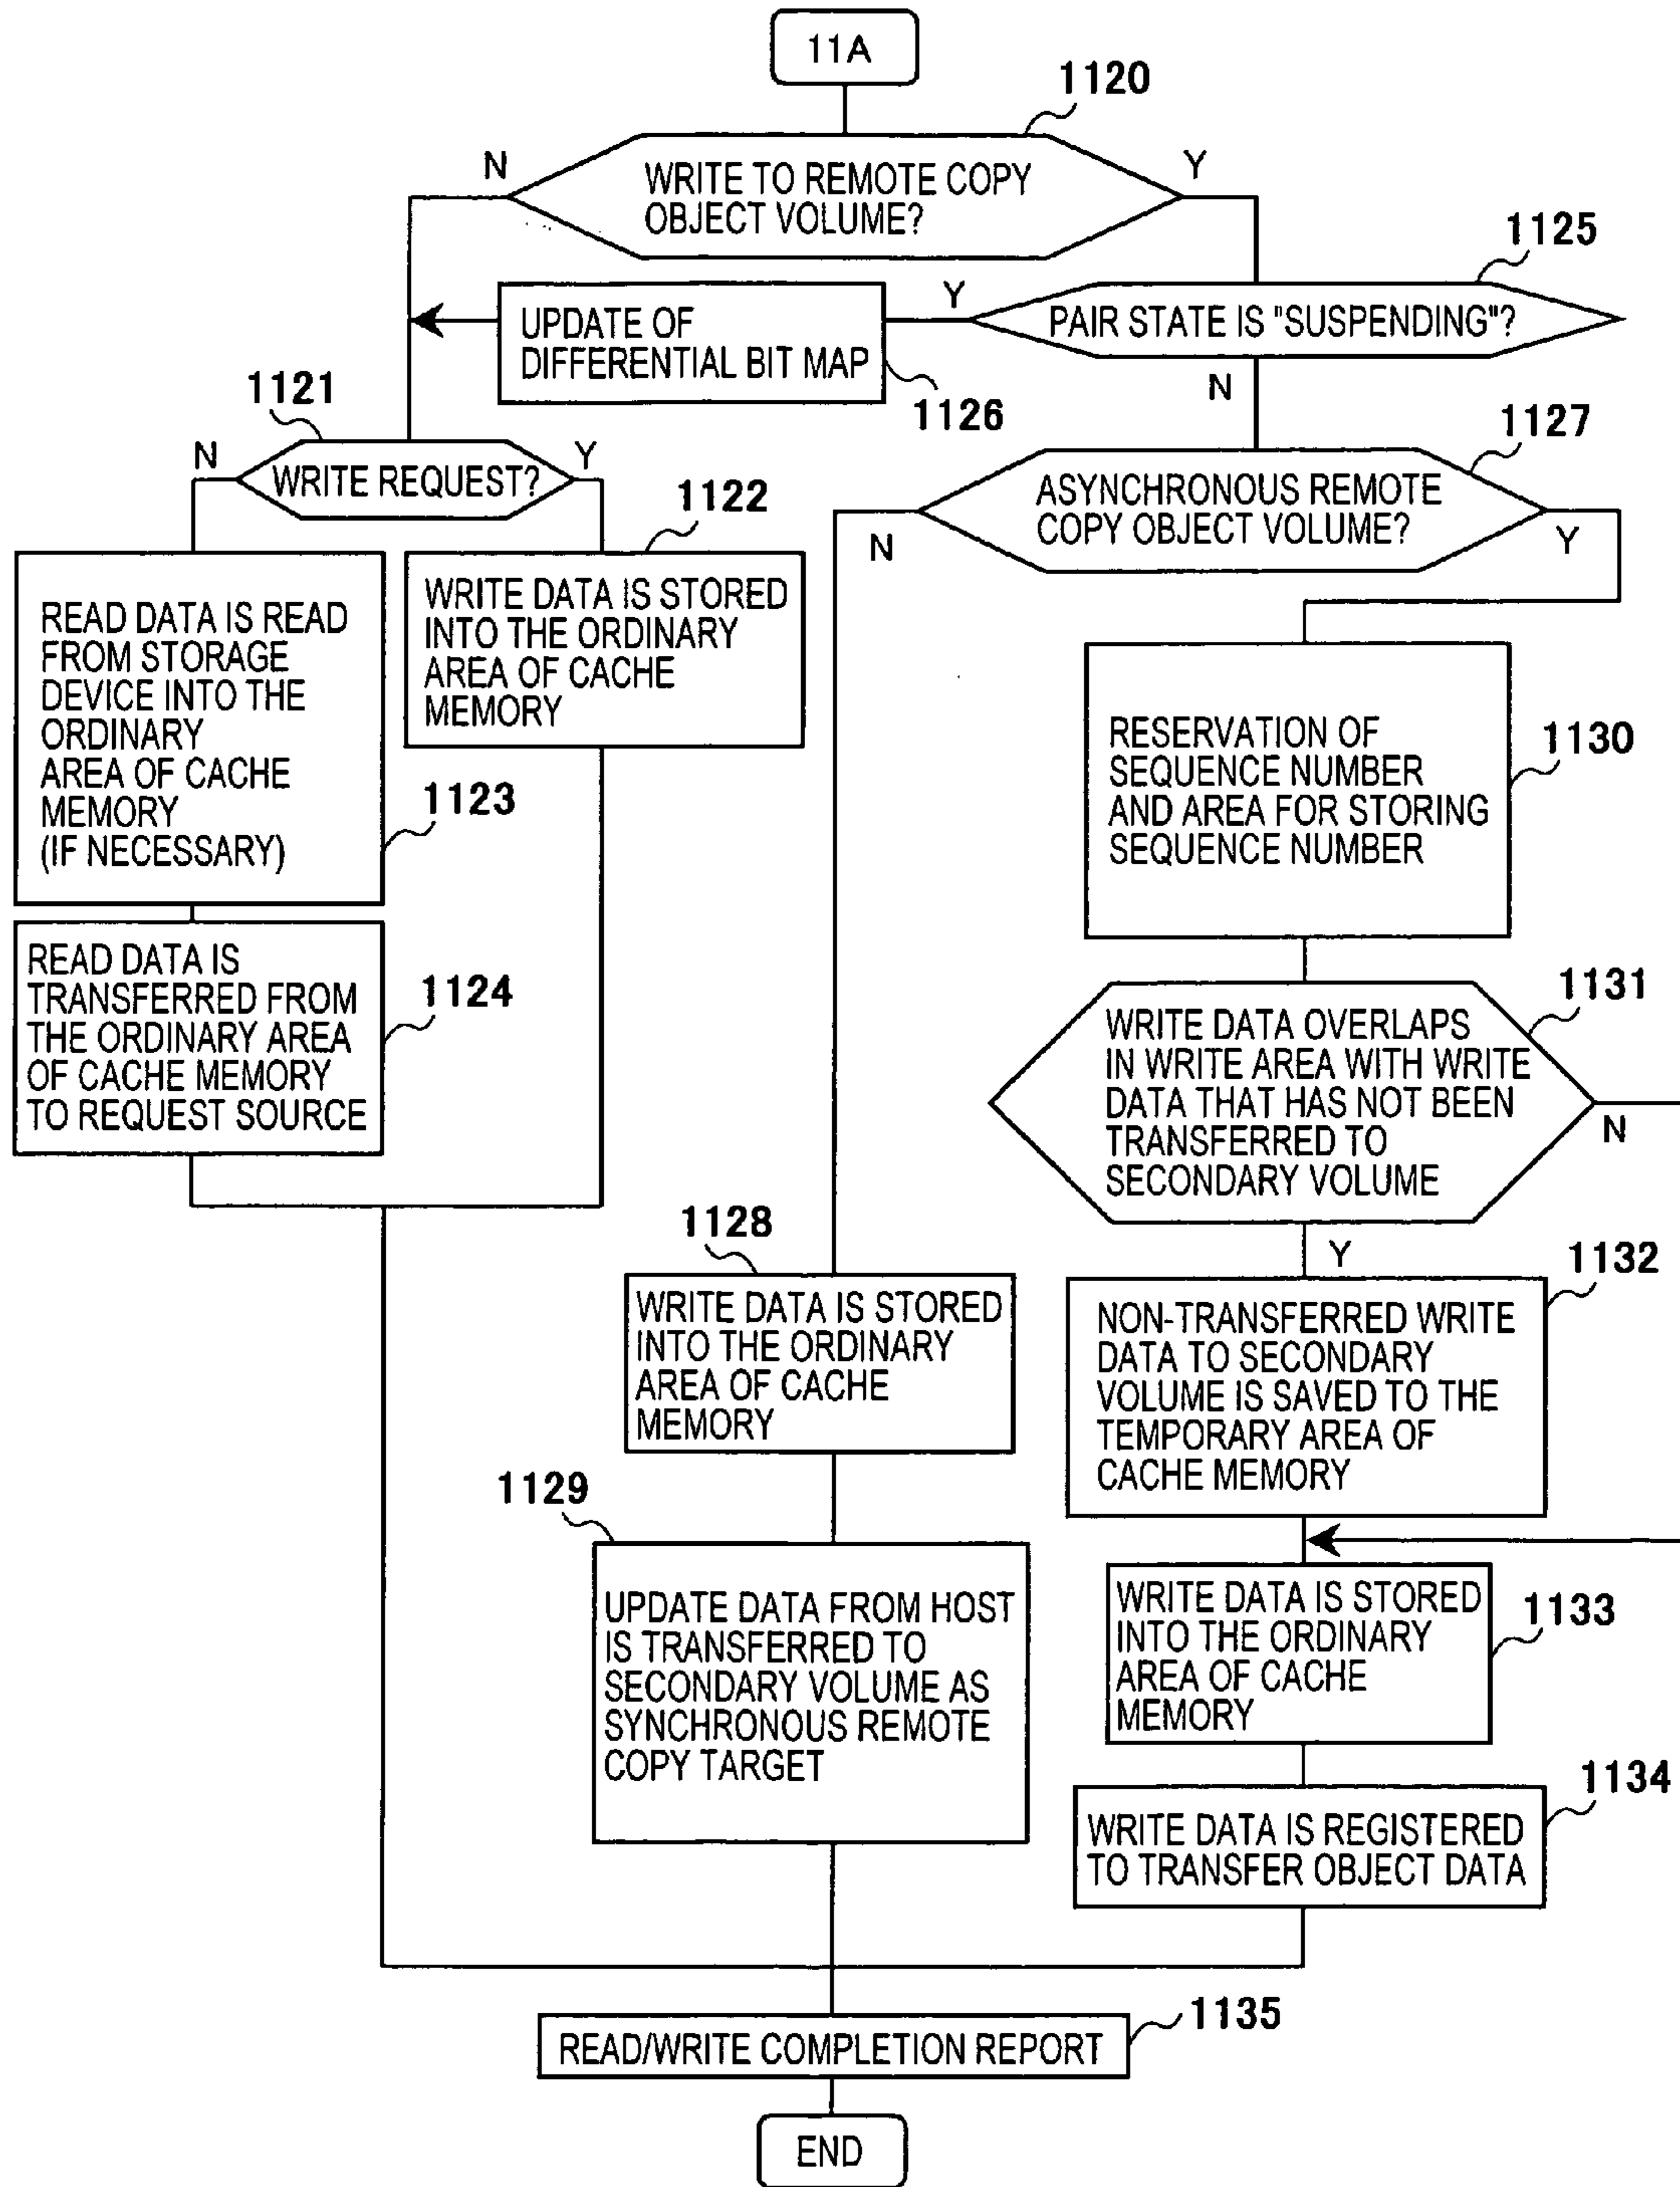 11A
1120
N
WRITE TO REMOTE COPY
OBJECT VOLUME?
Y
1125
Y
PAIR STATE IS "SUSPENDING"?
N
UPDATE OF
DIFFERENTIAL BIT MAP
1126
1121
N
WRITE REQUEST?
Y
1127
ASYNCHRONOUS REMOTE
COPY OBJECT VOLUME?
N
Y
1122
WRITE DATA IS STORED
INTO THE ORDINARY
AREA OF CACHE
MEMORY
READ DATA IS READ
FROM STORAGE
DEVICE INTO THE
ORDINARY
AREA OF CACHE
MEMORY
(IF NECESSARY)
1123
READ DATA IS
TRANSFERRED FROM
THE ORDINARY AREA
OF CACHE MEMORY
TO REQUEST SOURCE
1124
RESERVATION OF
SEQUENCE NUMBER
AND AREA FOR STORING
SEQUENCE NUMBER
1130
1131
WRITE DATA OVERLAPS
IN WRITE AREA WITH WRITE
DATA THAT HAS NOT BEEN
TRANSFERRED TO
SECONDARY VOLUME
N
Y
1128
WRITE DATA IS STORED
INTO THE ORDINARY
AREA OF CACHE
MEMORY
1132
NON-TRANSFERRED WRITE
DATA TO SECONDARY
VOLUME IS SAVED TO THE
TEMPORARY AREA OF
CACHE MEMORY
1129
UPDATE DATA FROM HOST
IS TRANSFERRED TO
SECONDARY VOLUME AS
SYNCHRONOUS REMOTE
COPY TARGET
WRITE DATA IS STORED
INTO THE ORDINARY
AREA OF CACHE
MEMORY
1133
1134
WRITE DATA IS REGISTERED
TO TRANSFER OBJECT DATA
READ/WRITE COMPLETION REPORT
1135
END